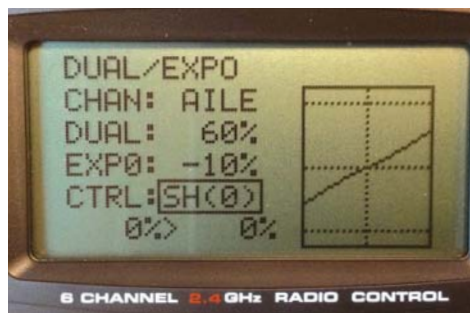 DUAL/EXPO
CHAN: AILE
DUAL: 60%
EXPO: -10%
CTRL:SH(0)
0%> 0%
6 CHANNEL 2.4GHz RADIO CONTROL